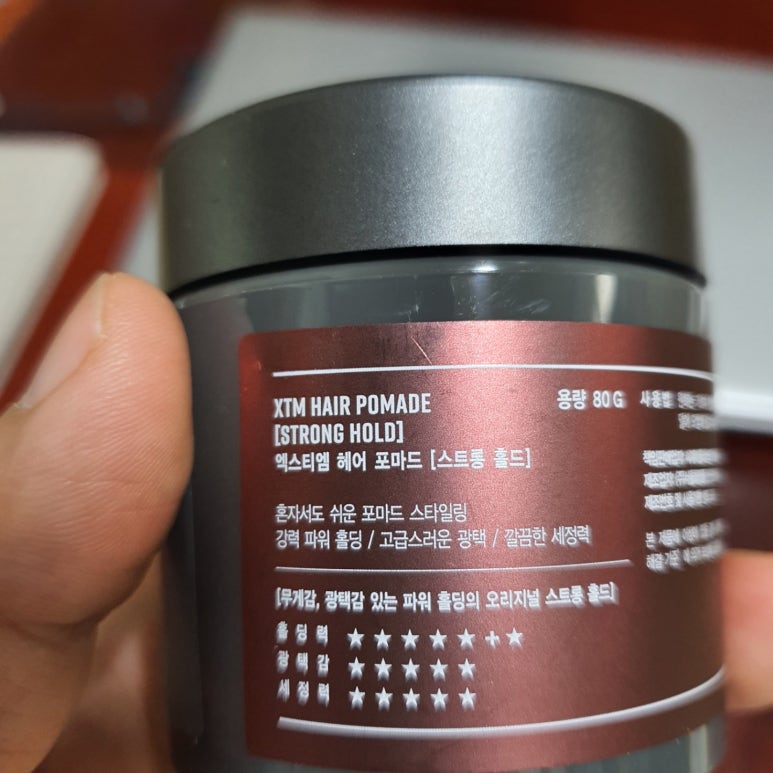 XTM HAIR POMADE
[STRONG HOLD]
엑스티엠 헤어 포마드 [스트롱 홀드]
용량 80G
사용법
혼자서도 쉬운 포마드 스타일링
강력 파워 홀딩 / 고급스러운 광택 / 깔끔한 세정력
[무게감, 광택감 있는 파워 홀딩의 오리지널 스트롱 홀드]
홀딩력 ★★★★★+★
광택감 ★★★★★
세정력 ★★★★★